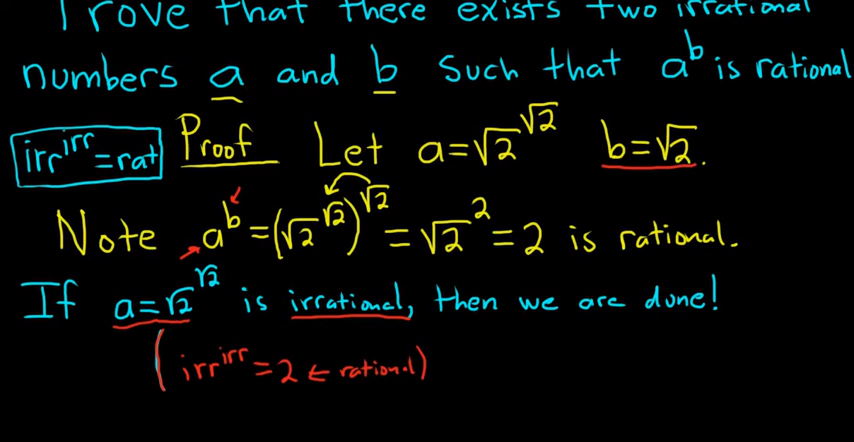 Prove that there exists two irrational
numbers a and b such that a^b is rational
irr^irr = rat Proof Let a = √2^√2 b = √2.
Note a^b = (√2^√2)^√2 = √2^2 = 2 is rational.
If a = √2^√2 is irrational, then we are done!
(irr^irr = 2 ← rational)